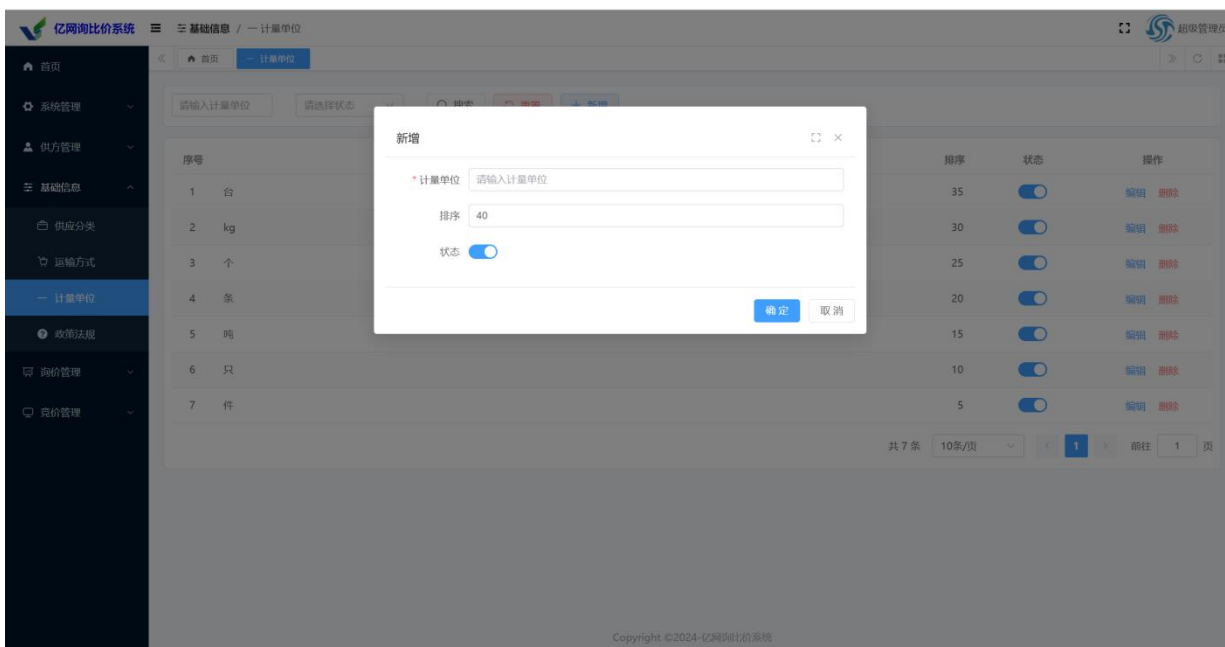 亿网询比价系统 基础信息 / 计量单位 超级管理员
首页 计量单位
首页
系统管理
供方管理
基础信息
供应分类
运输方式
计量单位
政策法规
询价管理
竞价管理
请输入计量单位 请选择状态 搜索 重置 新增
新增
* 计量单位 请输入计量单位
排序 40
状态
确定 取消
序号 排序 状态 操作
1 台 35 编辑 删除
2 kg 30 编辑 删除
3 个 25 编辑 删除
4 条 20 编辑 删除
5 吨 15 编辑 删除
6 只 10 编辑 删除
7 件 5 编辑 删除
共 7 条 10条/页 1 前往 1 页
Copyright ©2024-亿网询比价系统